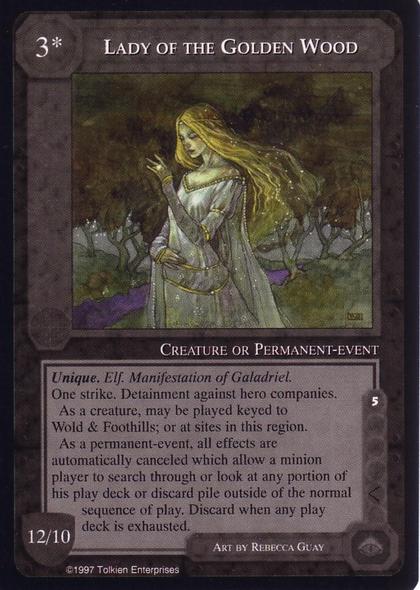 3*
LADY OF THE GOLDEN WOOD
CREATURE OR PERMANENT-EVENT
Unique. Elf. Manifestation of Galadriel.
One strike. Detainment against hero companies.
As a creature, may be played keyed to
Wold & Foothills; or at sites in this region.
As a permanent-event, all effects are
automatically canceled which allow a minion
player to search through or look at any portion of
his play deck or discard pile outside of the normal
sequence of play. Discard when any play
deck is exhausted.
5
12/10
ART BY REBECCA GUAY
©1997 Tolkien Enterprises